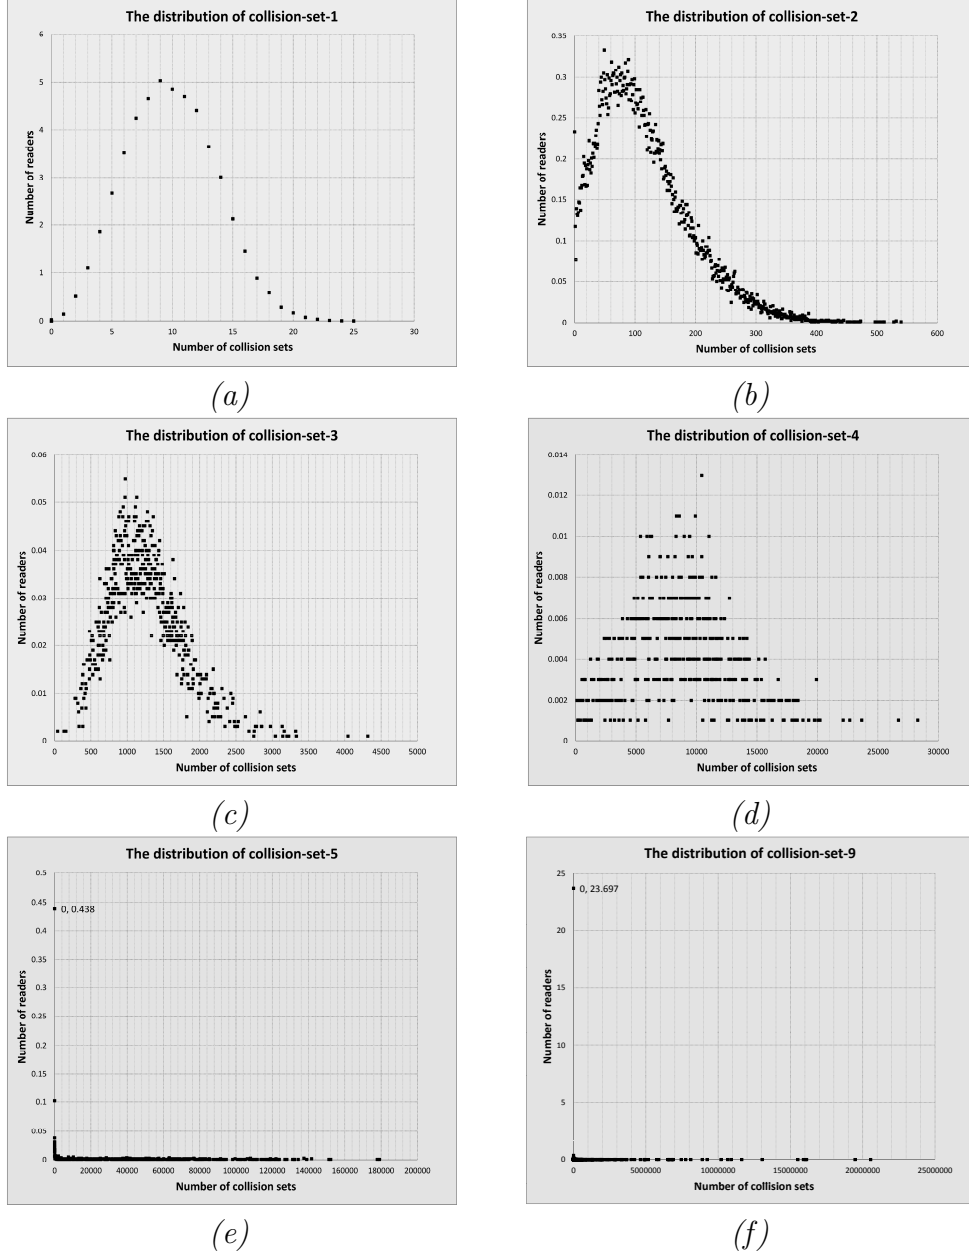 The distribution of collision-set-1
6
5
4
3
2
1
0
Number of readers
0 5 10 15 20 25 30
Number of collision sets
(a)
The distribution of collision-set-2
0.35
0.3
0.25
0.2
0.15
0.1
0.05
0
Number of readers
0 100 200 300 400 500 600
Number of collision sets
(b)
The distribution of collision-set-3
0.06
0.05
0.04
0.03
0.02
0.01
0
Number of readers
0 500 1000 1500 2000 2500 3000 3500 4000 4500 5000
Number of collision sets
(c)
The distribution of collision-set-4
0.014
0.012
0.01
0.008
0.006
0.004
0.002
0
Number of readers
0 5000 10000 15000 20000 25000 30000
Number of collision sets
(d)
The distribution of collision-set-5
0.5
0.45
0.4
0.35
0.3
0.25
0.2
0.15
0.1
0.05
0
0, 0.438
Number of readers
0 20000 40000 60000 80000 100000 120000 140000 160000 180000 200000
Number of collision sets
(e)
The distribution of collision-set-9
25
20
15
10
5
0
0, 23.697
Number of readers
0 5000000 10000000 15000000 20000000 25000000
Number of collision sets
(f)